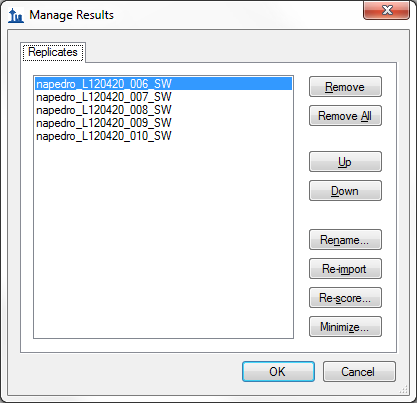 Manage Results
Replicates
napedro_L120420_006_SW
napedro_L120420_007_SW
napedro_L120420_008_SW
napedro_L120420_009_SW
napedro_L120420_010_SW
Remove
Remove All
Up
Down
Rename...
Re-import
Re-score...
Minimize...
OK
Cancel